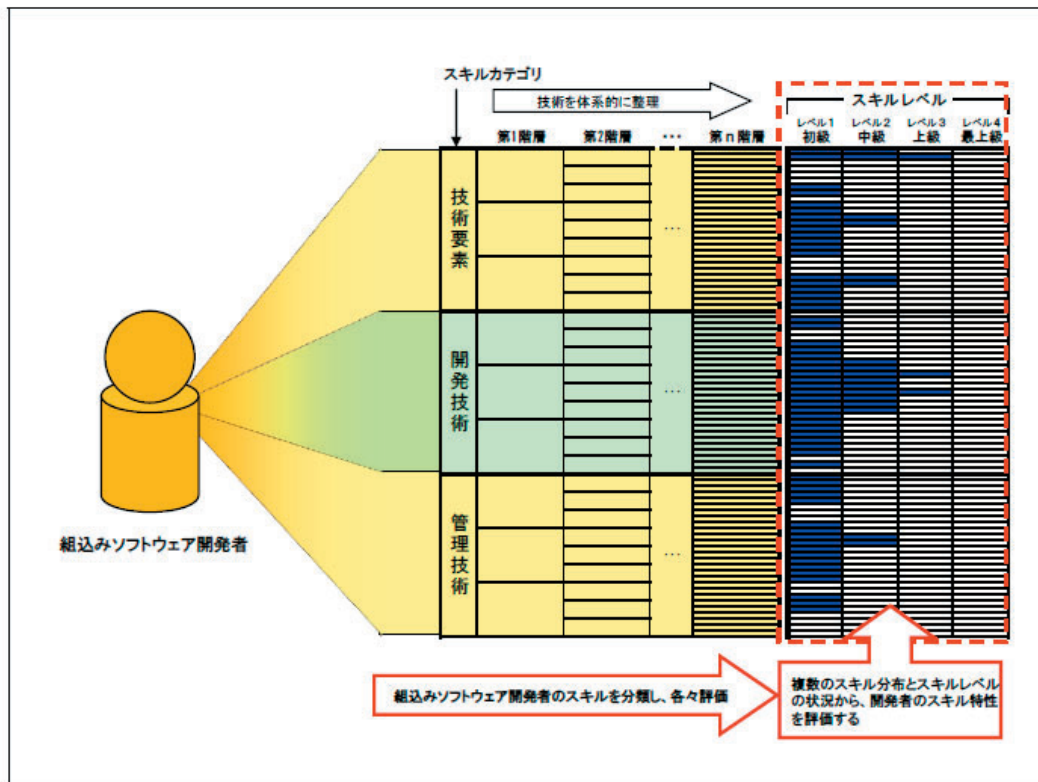 スキルカテゴリ
技術を体系的に整理
スキルレベル
第1階層
第2階層
・・・
第n階層
レベル1
初級
レベル2
中級
レベル3
上級
レベル4
最上級
技術要素
・・・
開発技術
・・・
管理技術
・・・
組込みソフトウェア開発者
組込みソフトウェア開発者のスキルを分類し、各々評価
複数のスキル分布とスキルレベル
の状況から、開発者のスキル特性
を評価する